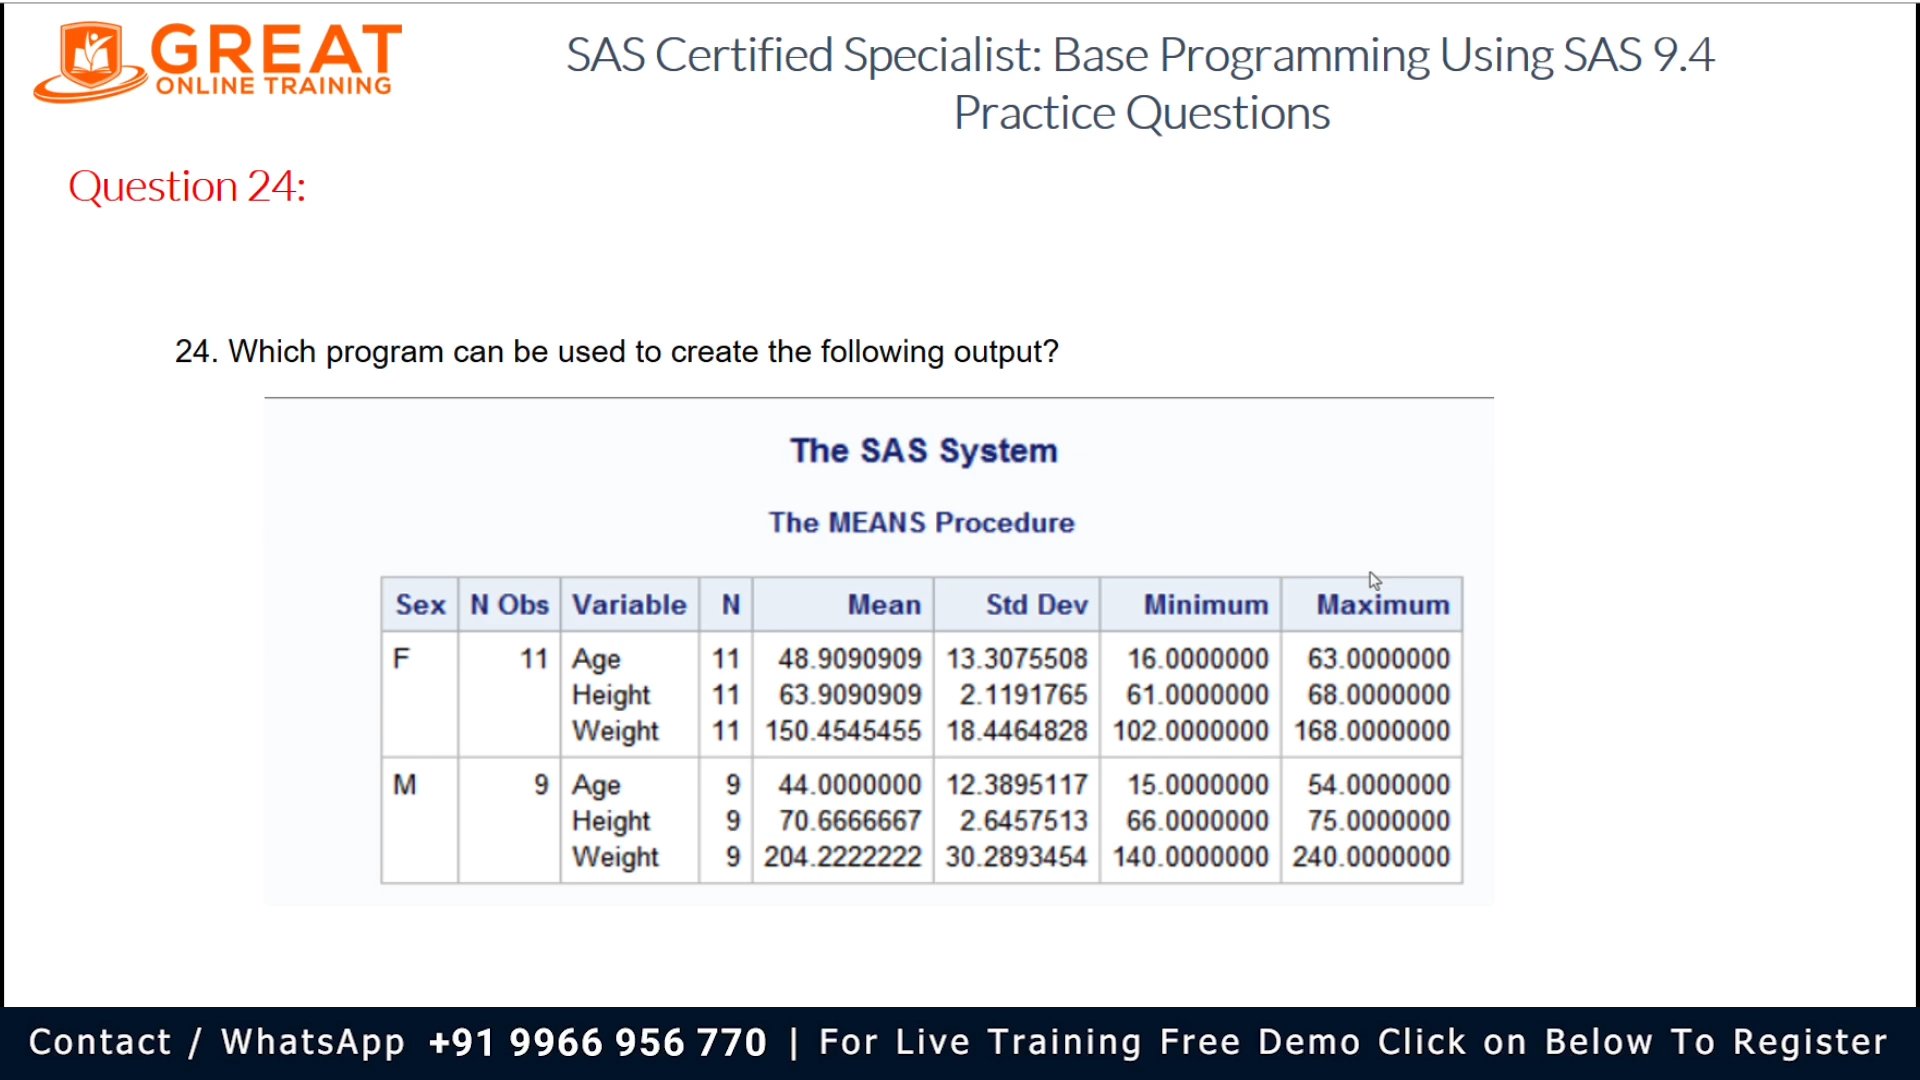 GREAT
ONLINE TRAINING
SAS Certified Specialist: Base Programming Using SAS 9.4
Practice Questions
Question 24:
24. Which program can be used to create the following output?
The SAS System
The MEANS Procedure
Sex N Obs Variable N Mean Std Dev Minimum Maximum
F 11 Age 11 48.9090909 13.3075508 16.0000000 63.0000000
Height 11 63.9090909 2.1191765 61.0000000 68.0000000
Weight 11 150.4545455 18.4464828 102.0000000 168.0000000
M 9 Age 9 44.0000000 12.3895117 15.0000000 54.0000000
Height 9 70.6666667 2.6457513 66.0000000 75.0000000
Weight 9 204.2222222 30.2893454 140.0000000 240.0000000
Contact / WhatsApp +91 9966 956 770 | For Live Training Free Demo Click on Below To Register